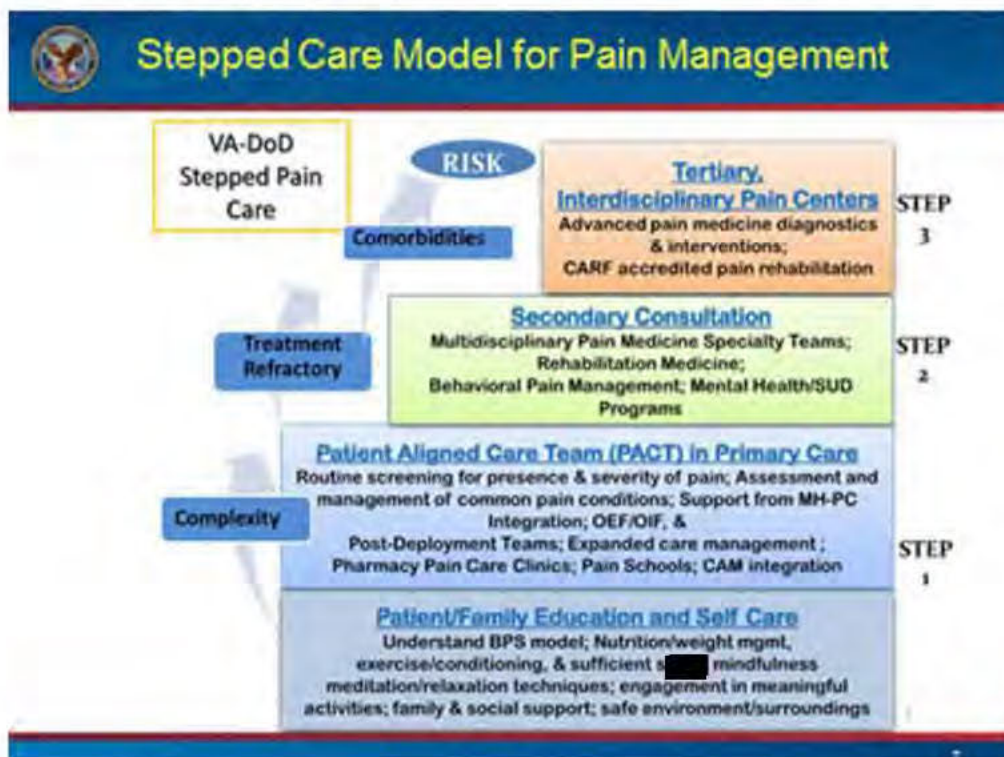 Stepped Care Model for Pain Management
VA-DoD
Stepped Pain
Care
RISK
Comorbidities
Treatment
Refractory
Complexity
Tertiary,
Interdisciplinary Pain Centers
Advanced pain medicine diagnostics
& interventions;
CARF accredited pain rehabilitation
STEP
3
Secondary Consultation
Multidisciplinary Pain Medicine Specialty Teams;
Rehabilitation Medicine;
Behavioral Pain Management; Mental Health/SUD
Programs
STEP
2
Patient Aligned Care Team (PACT) in Primary Care
Routine screening for presence & severity of pain; Assessment and
management of common pain conditions; Support from MH-PC
Integration; OEF/OIF, &
Post-Deployment Teams; Expanded care management ;
Pharmacy Pain Care Clinics; Pain Schools; CAM integration
STEP
1
Patient/Family Education and Self Care
Understand BPS model; Nutrition/weight mgmt,
exercise/conditioning, & sufficient mindfulness
meditation/relaxation techniques; engagement in meaningful
activities; family & social support; safe environment/surroundings